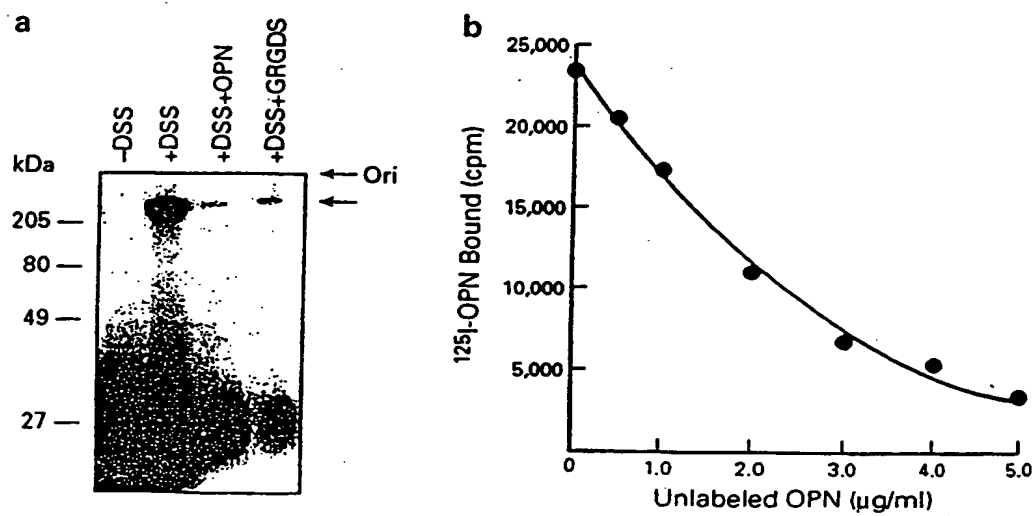 a
-DSS
+DSS
+DSS+OPN
+DSS+GRGDS
kDa
Ori
205
80
49
27
b
25,000
20,000
15,000
10,000
5,000
125I-OPN Bound (cpm)
0 1.0 2.0 3.0 4.0 5.0
Unlabeled OPN (µg/ml)